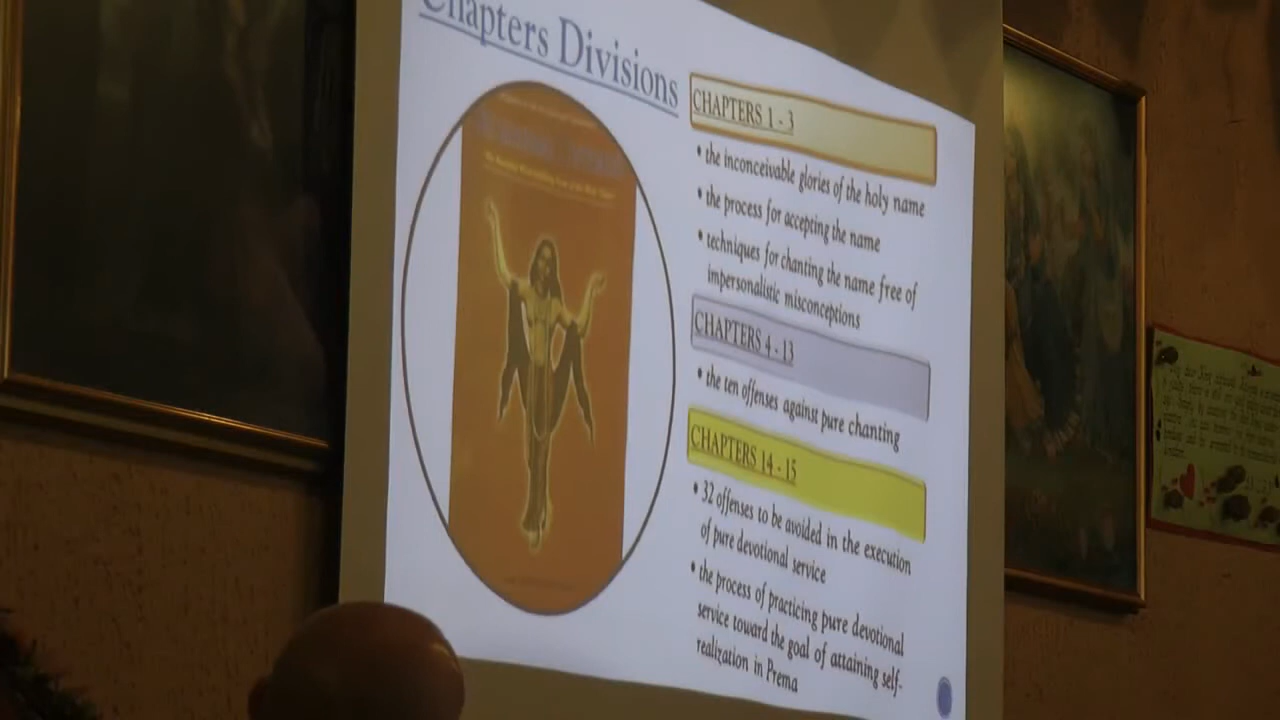 Chapters Divisions
CHAPTERS 1 - 3
• the inconceivable glories of the holy name
• the process for accepting the name
• techniques for chanting the name free of
impersonalistic misconceptions
CHAPTERS 4 - 13
• the ten offenses against pure chanting
CHAPTERS 14 - 15
• 32 offenses to be avoided in the execution
of pure devotional service
• the process of practicing pure devotional
service toward the goal of attaining self-
realization in Prema